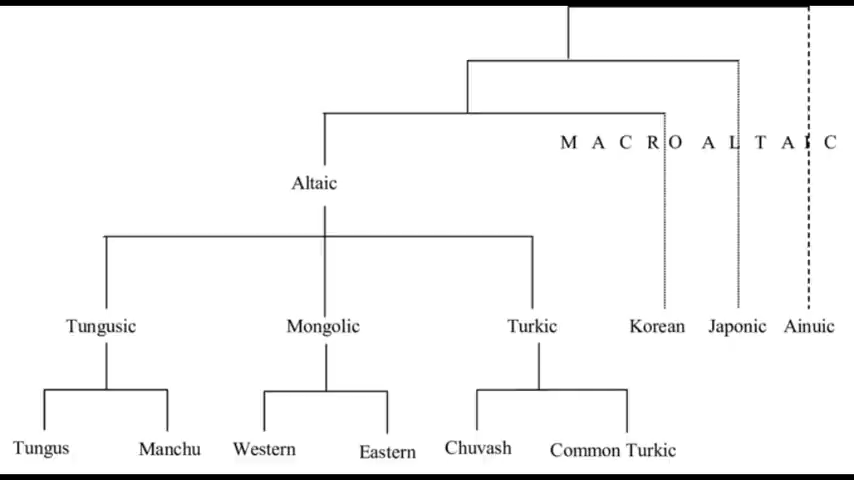 M A C R O A L T A I C
Altaic
Tungusic Mongolic Turkic Korean Japonic Ainuic
Tungus Manchu Western Eastern Chuvash Common Turkic